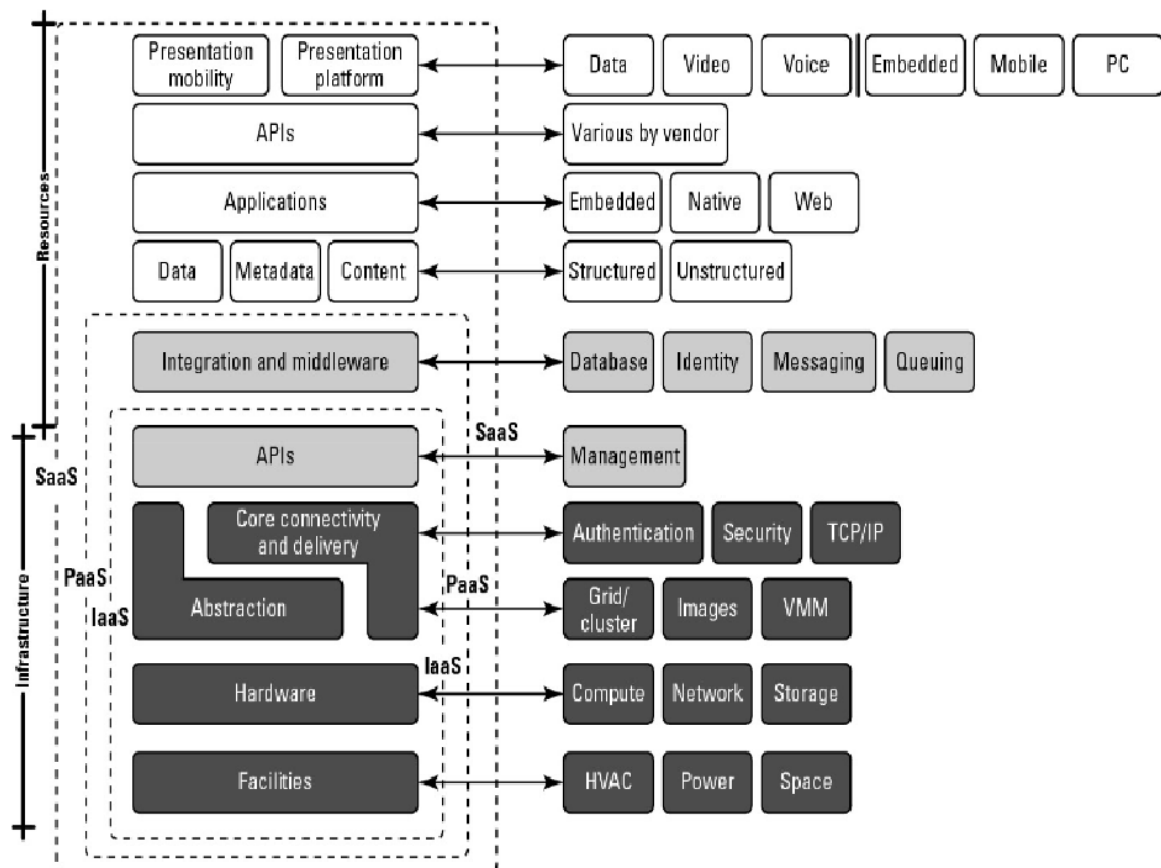 Resources
Infrastructure
Presentation
mobility
Presentation
platform
Data
Video
Voice
Embedded
Mobile
PC
APIs
Various by vendor
Applications
Embedded
Native
Web
Data
Metadata
Content
Structured
Unstructured
Integration and middleware
Database
Identity
Messaging
Queuing
APIs
SaaS
Management
SaaS
Core connectivity
and delivery
Authentication
Security
TCP/IP
PaaS
IaaS
Abstraction
PaaS
Grid/
cluster
Images
VMM
Hardware
IaaS
Compute
Network
Storage
Facilities
HVAC
Power
Space